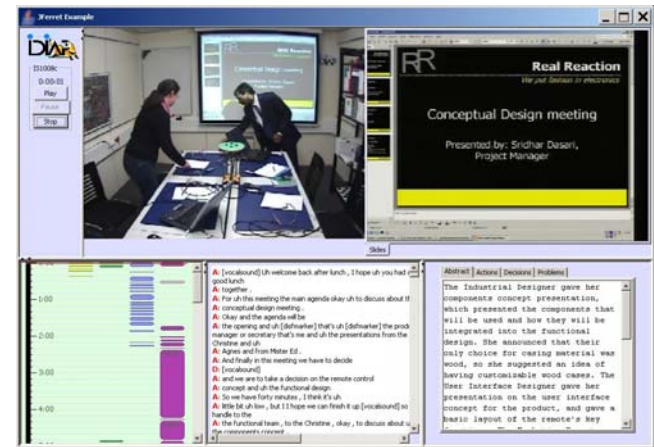 JFerret Example
IDIAP
IS1008c
0:00:01
Play
Pause
Stop
RR
Real Reaction
We put fashion in electronics
Conceptual Design meeting
RR
Real Reaction
We put fashion in electronics
Conceptual Design meeting
Presented by: Sridhar Dasari,
Project Manager
Slides
1:00
2:00
3:00
4:00
A: [vocalsound] Uh welcome back after lunch , I hope uh you had
good lunch
A: together .
A: For uh this meeting the main agenda okay uh to discuss about
A: conceptual design meeting .
A: Okay and the agenda will be
A: the opening and uh [disfmarker] that's uh [disfmarker] the
manager or secretary that's me and uh the presentations from the
Christine and uh
A: Agnes and from Mister Ed .
A: And finally in this meeting we have to decide
D: [vocalsound]
A: and we are to take a decision on the remote control
A: concept and uh the functional design
A: So we have forty minutes , I think it's uh
A: little bit uh low , but I I hope we can finish it up [vocalsound] so
handle to the
A: the functional team , to the Christine , okay , to discuss about
the components concept .
Abstract Actions Decisions Problems
The Industrial Designer gave her
components concept presentation,
which presented the components that
will be used and how they will be
integrated into the functional
design. She announced that their
only choice for casing material was
wood, so she suggested an idea of
having customizable wood cases. The
User Interface Designer gave her
presentation on the user interface
concept for the product, and gave a
basic layout of the remote's key